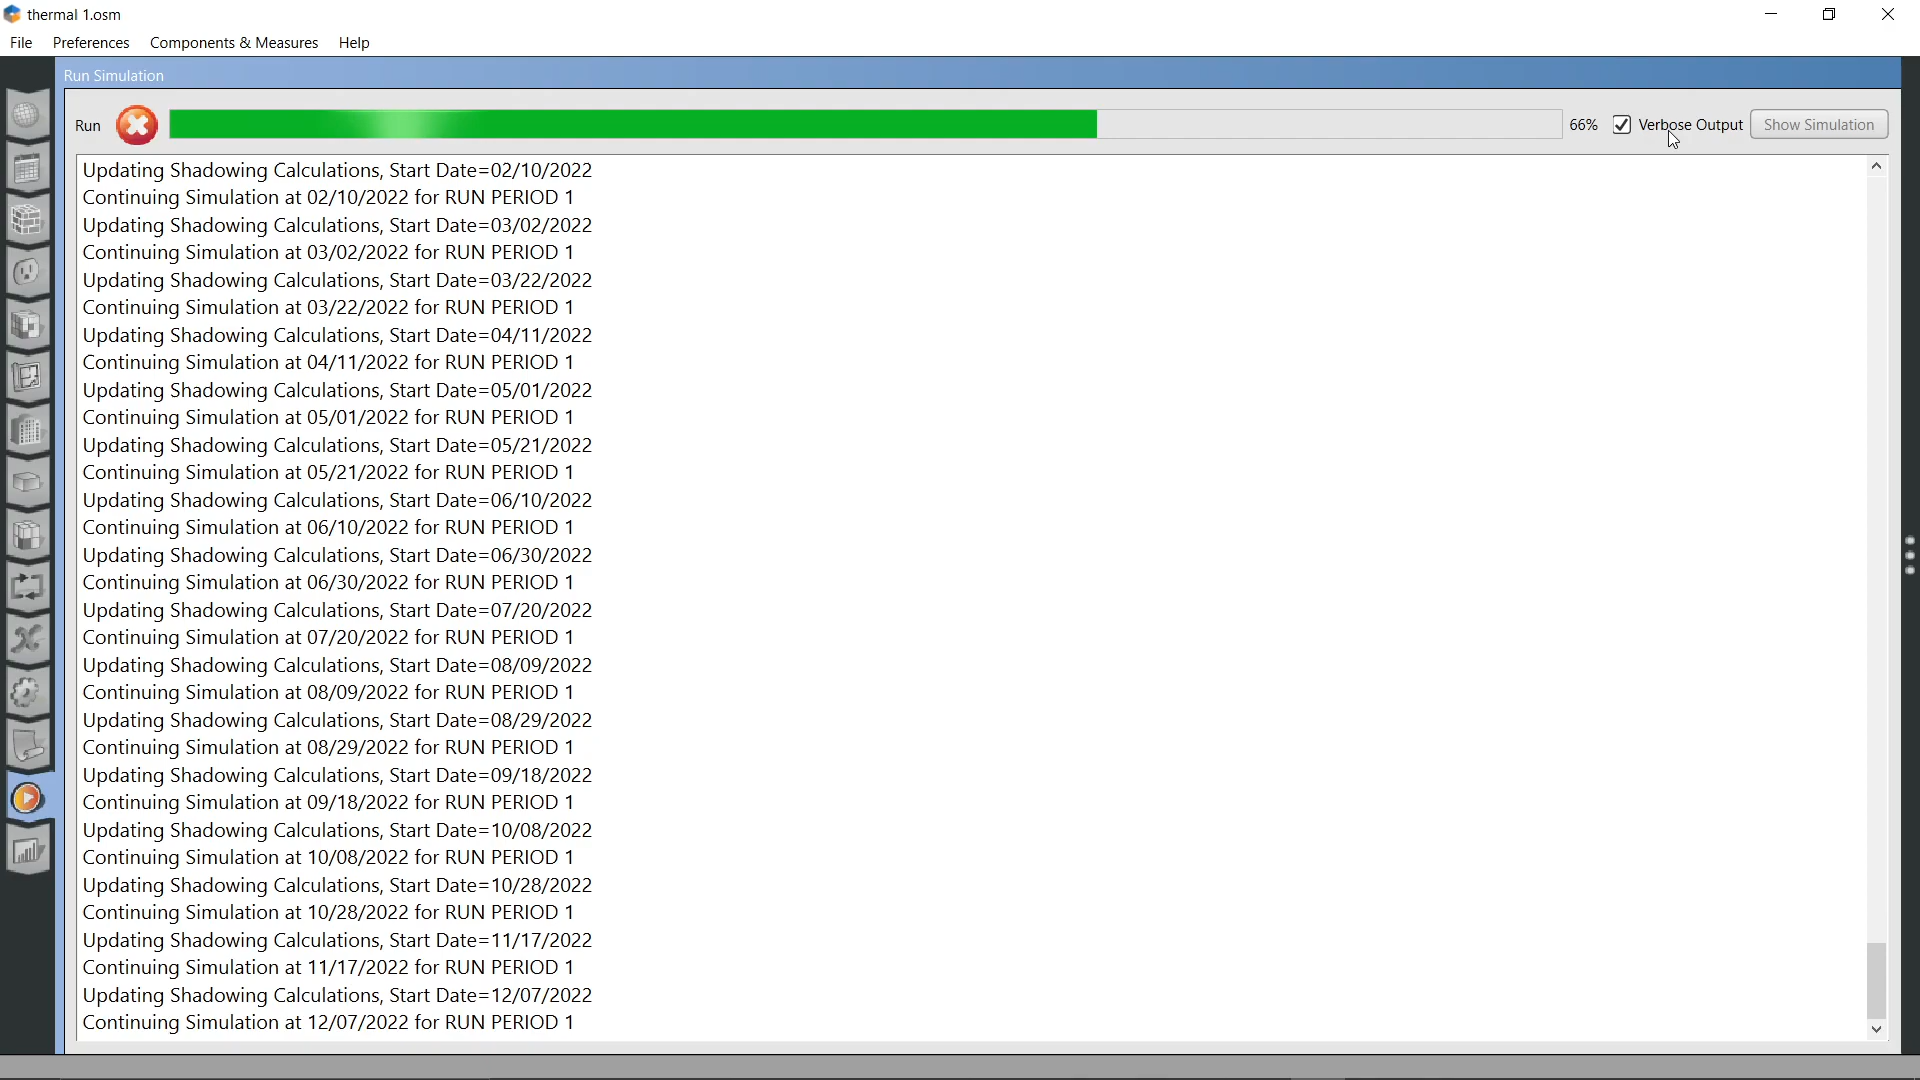 thermal 1.osm
File Preferences Components & Measures Help
Run Simulation
Run 66% Verbose Output Show Simulation
Updating Shadowing Calculations, Start Date=02/10/2022
Continuing Simulation at 02/10/2022 for RUN PERIOD 1
Updating Shadowing Calculations, Start Date=03/02/2022
Continuing Simulation at 03/02/2022 for RUN PERIOD 1
Updating Shadowing Calculations, Start Date=03/22/2022
Continuing Simulation at 03/22/2022 for RUN PERIOD 1
Updating Shadowing Calculations, Start Date=04/11/2022
Continuing Simulation at 04/11/2022 for RUN PERIOD 1
Updating Shadowing Calculations, Start Date=05/01/2022
Continuing Simulation at 05/01/2022 for RUN PERIOD 1
Updating Shadowing Calculations, Start Date=05/21/2022
Continuing Simulation at 05/21/2022 for RUN PERIOD 1
Updating Shadowing Calculations, Start Date=06/10/2022
Continuing Simulation at 06/10/2022 for RUN PERIOD 1
Updating Shadowing Calculations, Start Date=06/30/2022
Continuing Simulation at 06/30/2022 for RUN PERIOD 1
Updating Shadowing Calculations, Start Date=07/20/2022
Continuing Simulation at 07/20/2022 for RUN PERIOD 1
Updating Shadowing Calculations, Start Date=08/09/2022
Continuing Simulation at 08/09/2022 for RUN PERIOD 1
Updating Shadowing Calculations, Start Date=08/29/2022
Continuing Simulation at 08/29/2022 for RUN PERIOD 1
Updating Shadowing Calculations, Start Date=09/18/2022
Continuing Simulation at 09/18/2022 for RUN PERIOD 1
Updating Shadowing Calculations, Start Date=10/08/2022
Continuing Simulation at 10/08/2022 for RUN PERIOD 1
Updating Shadowing Calculations, Start Date=10/28/2022
Continuing Simulation at 10/28/2022 for RUN PERIOD 1
Updating Shadowing Calculations, Start Date=11/17/2022
Continuing Simulation at 11/17/2022 for RUN PERIOD 1
Updating Shadowing Calculations, Start Date=12/07/2022
Continuing Simulation at 12/07/2022 for RUN PERIOD 1